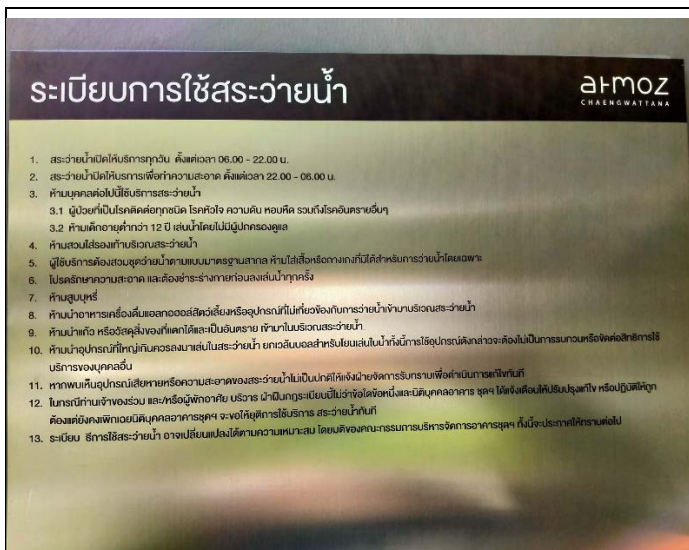 ระเบียบการใช้สระว่ายน้ำ
atmoz
CHAENGWATTANA
1. สระว่ายน้ำเปิดให้บริการทุกวัน ตั้งแต่เวลา 06.00 - 22.00 น.
2. สระว่ายน้ำปิดให้บรการเพื่อทำความสะอาด ตั้งแต่เวลา 22.00 - 06.00 น.
3. ห้ามบุคคลต่อไปนี้ใช้บริการสระว่ายน้ำ
3.1 ผู้ป่วยที่เป็นโรคติดต่อทุกชนิด โรคหัวใจ ความดัน หอบหืด รวมถึงโรคอันตรายอื่นๆ
3.2 ห้ามเด็กอายุต่ำกว่า 12 ปี เล่นน้ำโดยไม่มีผู้ปกครองดูแล
4. ห้ามสวมใส่รองเท้าบริเวณสระว่ายน้ำ
5. ผู้ใช้บริการต้องสวมชุดว่ายน้ำตามแบบมาตรฐานสากล ห้ามใส่เสื้อหรือกางเกงที่มิได้สำหรับการว่ายน้ำโดยเฉพาะ
6. โปรดรักษาความสะอาด และต้องชำระร่างกายก่อนลงเล่นน้ำทุกครั้ง
7. ห้ามสูบบุหรี่
8. ห้ามนำอาหารเครื่องดื่มแอลกอฮอล์สัตว์เลี้ยงหรืออุปกรณ์ที่ไม่เกี่ยวข้องกับการว่ายน้ำเข้ามาบริเวณสระว่ายน้ำ
9. ห้ามนำแก้ว หรือวัสดุสิ่งของที่แตกได้และเป็นอันตราย เข้ามาในบริเวณสระว่ายน้ำ
10. ห้ามนำอุปกรณ์ที่ใหญ่เกินควรลงมาเล่นในสระว่ายน้ำ ยกเว้นบอลสำหรับโยนเล่นในน้ำทั้งนี้การใช้อุปกรณ์ดังกล่าวจะต้องไม่เป็นการรบกวนหรือขัดต่อสิทธิการใช้
บริการของบุคคลอื่น
11. หากพบเห็นอุปกรณ์เสียหายหรือความสะอาดของสระว่ายน้ำไม่เป็นปกติให้แจ้งฝ่ายจัดการรับทราบเพื่อดำเนินการแก้ไขทันที
12. ในกรณีท่านเจ้าของร่วม และ/หรือผู้พักอาศัย บริวาร ฝ่าฝืนกฎระเบียบนี้ไม่ว่าข้อใดข้อหนึ่งและนิติบุคคลอาคาร ชุดฯ ได้แจ้งเตือนให้ปรับปรุงแก้ไข หรือปฏิบัติให้ถูก
ต้องแต่ยังคงเพิกเฉยนิติบุคคลอาคารชุดฯ จะขอให้ยุติการใช้บริการ สระว่ายน้ำทันที
13. ระเบียบ ธีการใช้สระว่ายน้ำ อาจเปลี่ยนแปลงได้ตามความเหมาะสม โดยมติของคณะกรรมการบริหารจัดการอาคารชุดฯ ทั้งนี้จะประกาศให้ทราบต่อไป